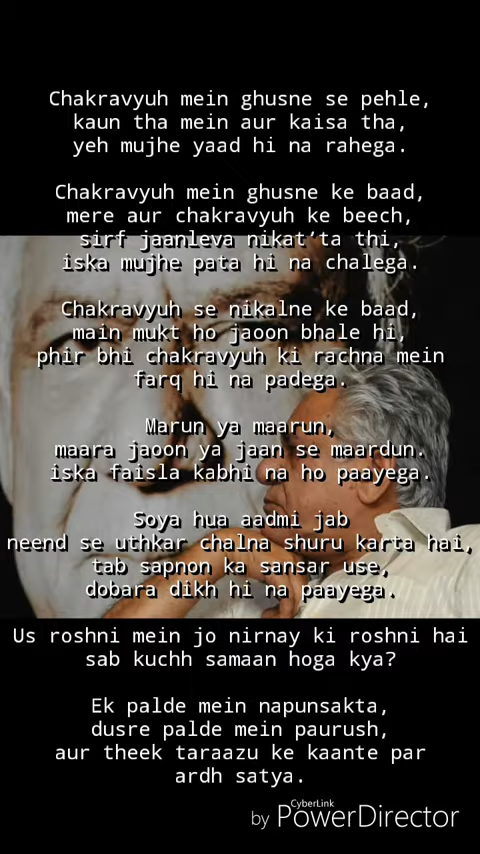 Chakravyuh mein ghusne se pehle,
kaun tha mein aur kaisa tha,
yeh mujhe yaad hi na rahega.
Chakravyuh mein ghusne ke baad,
mere aur chakravyuh ke beech,
sirf jaanleva nikat’ta thi,
iska mujhe pata hi na chalega.
Chakravyuh se nikalne ke baad,
main mukt ho jaoon bhale hi,
phir bhi chakravyuh ki rachna mein
farq hi na padega.
Marun ya maarun,
maara jaoon ya jaan se maardun.
iska faisla kabhi na ho paayega.
Soya hua aadmi jab
neend se uthkar chalna shuru karta hai,
tab sapnon ka sansar use,
dobara dikh hi na paayega.
Us roshni mein jo nirnay ki roshni hai
sab kuchh samaan hoga kya?
Ek palde mein napunsakta,
dusre palde mein paurush,
aur theek taraazu ke kaante par
ardh satya.
by CyberLink PowerDirector